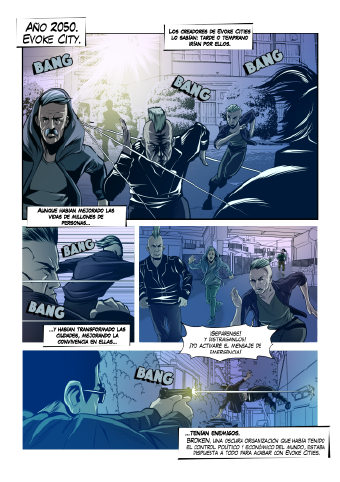 AÑO 2050.
EVOKE CITY.
LOS CREADORES DE EVOKE CITIES
LO SABÍAN: TARDE O TEMPRANO
IRÍAN POR ELLOS.
BANG
BANG
BANG
AUNQUE HABÍAN MEJORADO LAS
VIDAS DE MILLONES DE
PERSONAS...
BANG
BANG
...Y HABÍAN TRANSFORMADO LAS
CIUDADES, MEJORANDO LA
CONVIVENCIA EN ELLAS...
¡SEPÁRENSE!
Y DISTRÁIGANLOS!
¡YO ACTIVARÉ EL MENSAJE DE
EMERGENCIA!
BANG
BANG
...TENÍAN ENEMIGOS.
BROKEN, UNA OSCURA ORGANIZACIÓN QUE HABÍA TENIDO
EL CONTROL POLÍTICO Y ECONÓMICO DEL MUNDO, ESTABA
DISPUESTA A TODO PARA ACABAR CON EVOKE CITIES.